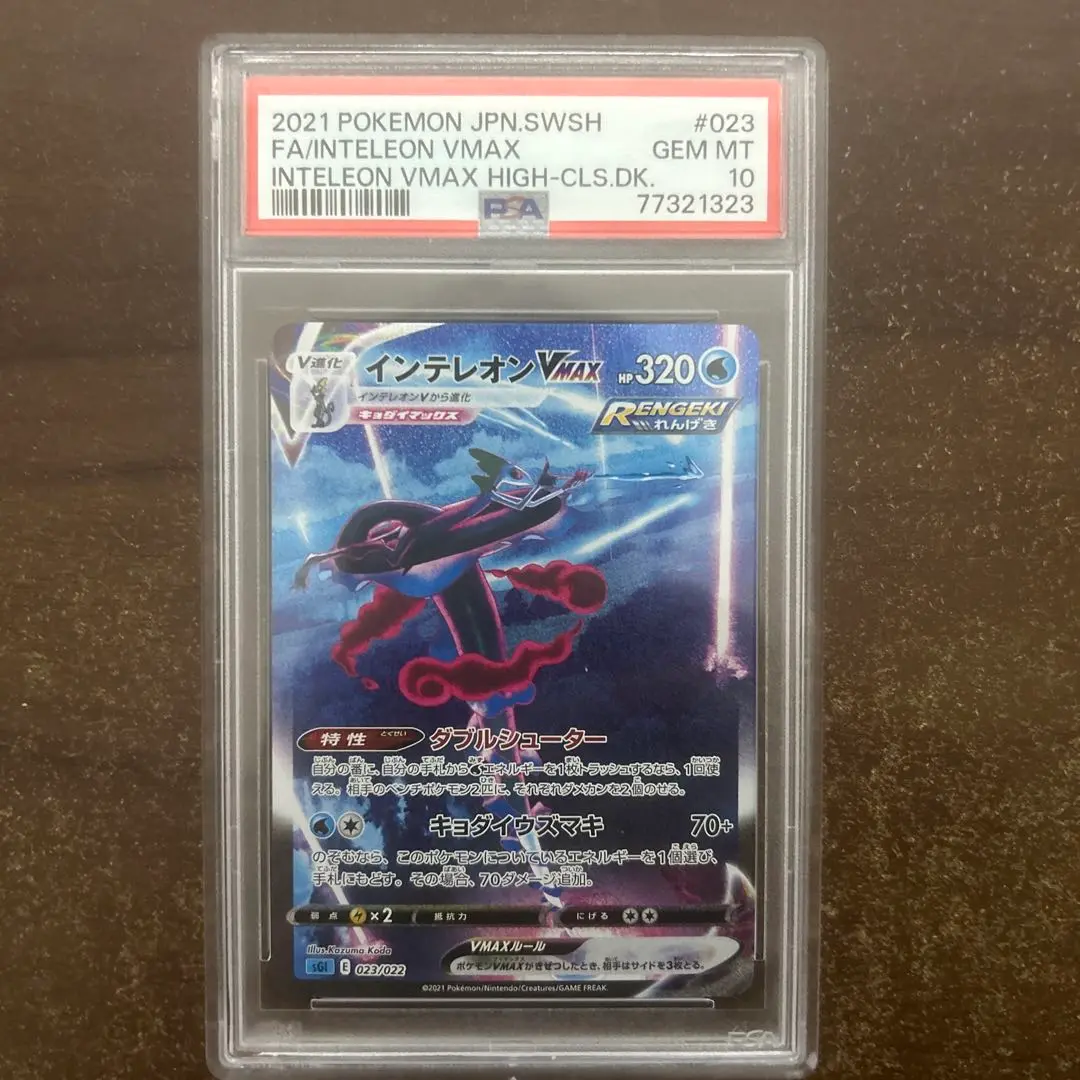 2021 POKEMON JPN.SWSH #023
FA/INTELEON VMAX GEM MT
INTELEON VMAX HIGH-CLS.DK. 10
PSA 77321323
V進化 インテレオンVMAX HP320
インテレオンVから進化
キョダイマックス
RENGEKI
れんげき
特性 とくせい ダブルシューター
自分の番に、自分の手札からエネルギーを1枚トラッシュするなら、1回使
える。相手のベンチポケモン2匹に、それぞれダメカンを2個のせる。
キョダイウズマキ 70+
のぞむなら、このポケモンについているエネルギーを1個選び、
手札にもどす。その場合、70ダメージ追加。
弱点 ×2 抵抗力 にげる
Illus.Kazuma Koda
VMAXルール
sGI E 023/022
ポケモンVMAXがきぜつしたとき、相手はサイドを3枚とる。
©2021 Pokémon/Nintendo/Creatures/GAME FREAK.
PSA